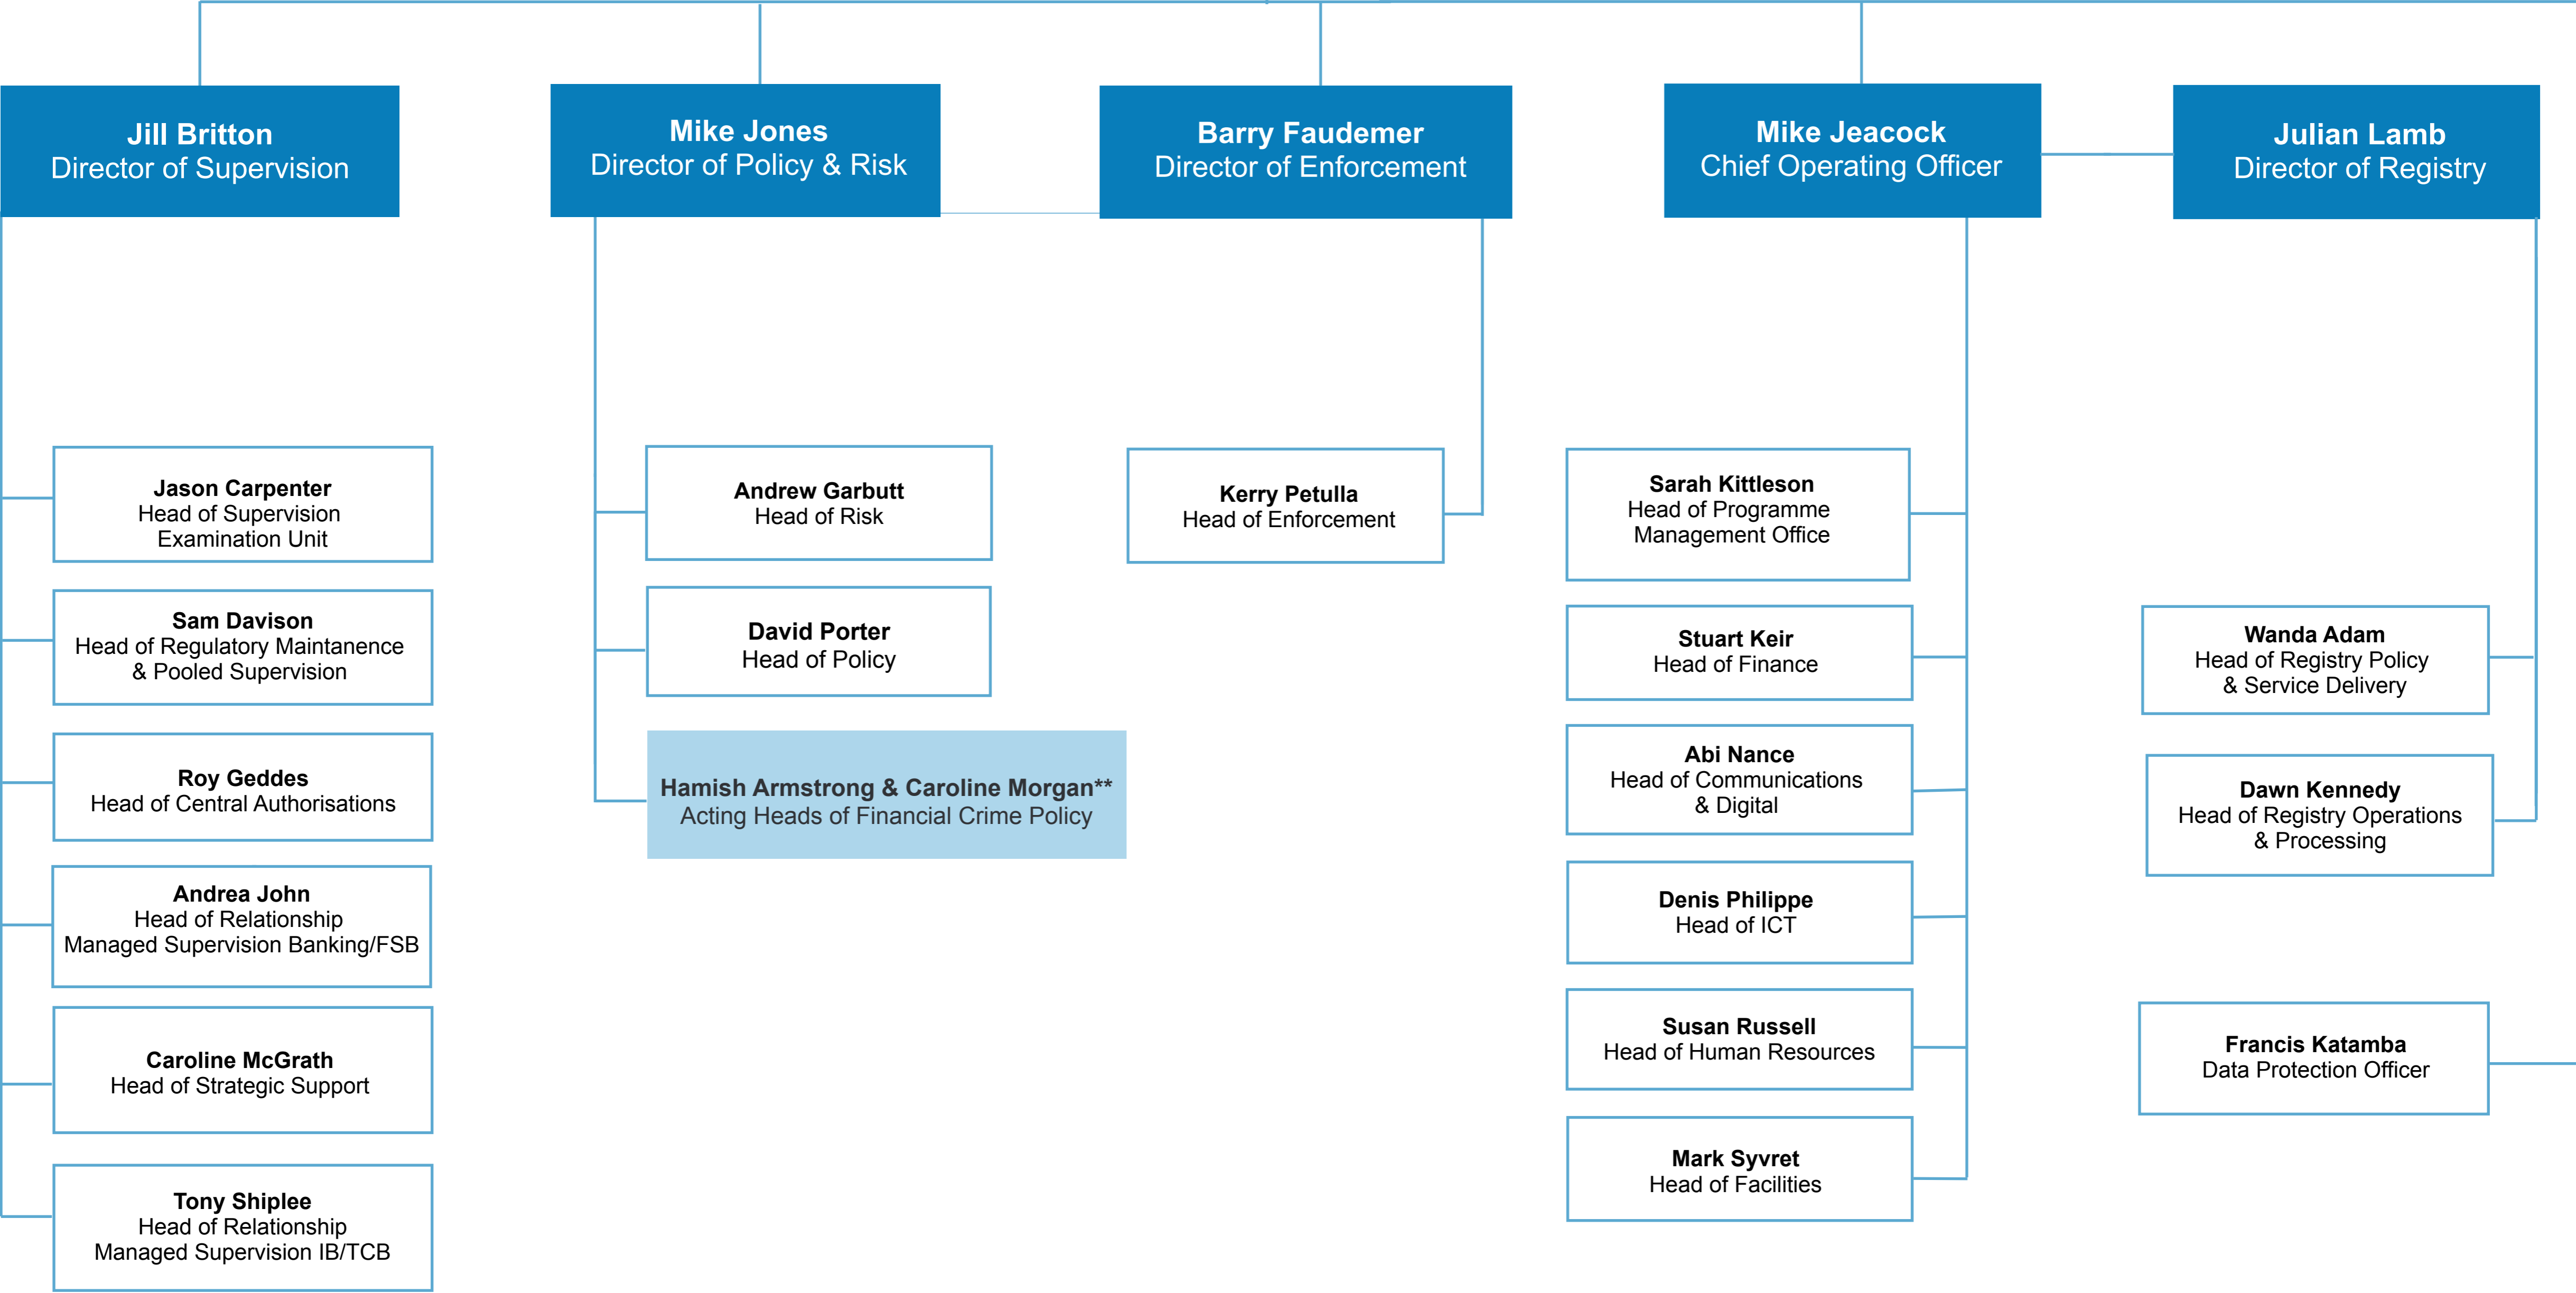 Jill Britton
Director of Supervision
Mike Jones
Director of Policy & Risk
Barry Faudemer
Director of Enforcement
Mike Jeacock
Chief Operating Officer
Julian Lamb
Director of Registry
Jason Carpenter
Head of Supervision
Examination Unit
Sam Davison
Head of Regulatory Maintanence
& Pooled Supervision
Roy Geddes
Head of Central Authorisations
Andrea John
Head of Relationship
Managed Supervision Banking/FSB
Caroline McGrath
Head of Strategic Support
Tony Shiplee
Head of Relationship
Managed Supervision IB/TCB
Andrew Garbutt
Head of Risk
David Porter
Head of Policy
Hamish Armstrong & Caroline Morgan**
Acting Heads of Financial Crime Policy
Kerry Petulla
Head of Enforcement
Sarah Kittleson
Head of Programme
Management Office
Stuart Keir
Head of Finance
Abi Nance
Head of Communications
& Digital
Denis Philippe
Head of ICT
Susan Russell
Head of Human Resources
Mark Syvret
Head of Facilities
Wanda Adam
Head of Registry Policy
& Service Delivery
Dawn Kennedy
Head of Registry Operations
& Processing
Francis Katamba
Data Protection Officer